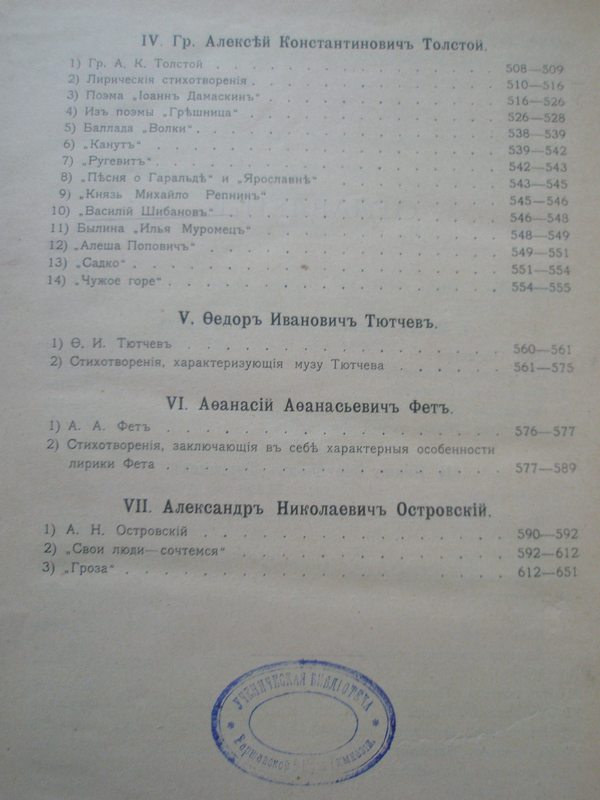 IV. Гр. Алексѣй Константиновичъ Толстой.
1) Гр. А. К. Толстой . . . . . . . . . . . . . . 508—509
2) Лирическія стихотворенія . . . . . . . . . . . . 510—516
3) Поэма „Іоаннъ Дамаскинъ“ . . . . . . . . . . . . 516—526
4) Изъ поэмы „Грѣшница“ . . . . . . . . . . . . 526—528
5) Баллада „Волки“ . . . . . . . . . . . . . . 538—539
6) „Канутъ“ . . . . . . . . . . . . . . . 539—542
7) „Ругевитъ“ . . . . . . . . . . . . . . . 542—543
8) „Пѣсня о Гаральдѣ“ и „Ярославнѣ“ . . . . . . . . . 543—545
9) „Князь Михайло Репнинъ“ . . . . . . . . . . . . 545—546
10) „Василій Шибановъ“ . . . . . . . . . . . . . 546—548
11) Былина „Илья Муромец“ . . . . . . . . . . . . 548—549
12) „Алеша Поповичъ“ . . . . . . . . . . . . . 549—551
13) „Садко“ . . . . . . . . . . . . . . . 551—554
14) „Чужое горе“ . . . . . . . . . . . . . . 554—555
V. Ѳедоръ Ивановичъ Тютчевъ.
1) Ѳ. И. Тютчевъ . . . . . . . . . . . . . . 560—561
2) Стихотворенія, характеризующія музу Тютчева . . . . . . 561—575
VI. Аѳанасій Аѳанасьевичъ Фетъ.
1) А. А. Фетъ . . . . . . . . . . . . . . . 576—577
2) Стихотворенія, заключающія въ себѣ характерныя особенности
лирики Фета . . . . . . . . . . . . . . 577—589
VII. Александръ Николаевичъ Островскій.
1) А. Н. Островскій . . . . . . . . . . . . . 590—592
2) „Свои люди—сочтемся“ . . . . . . . . . . . . 592—612
3) „Гроза“ . . . . . . . . . . . . . . . 612—651
УЧЕНИЧЕСКАЯ БИБЛІОТЕКА
Варшавской гимназіи.